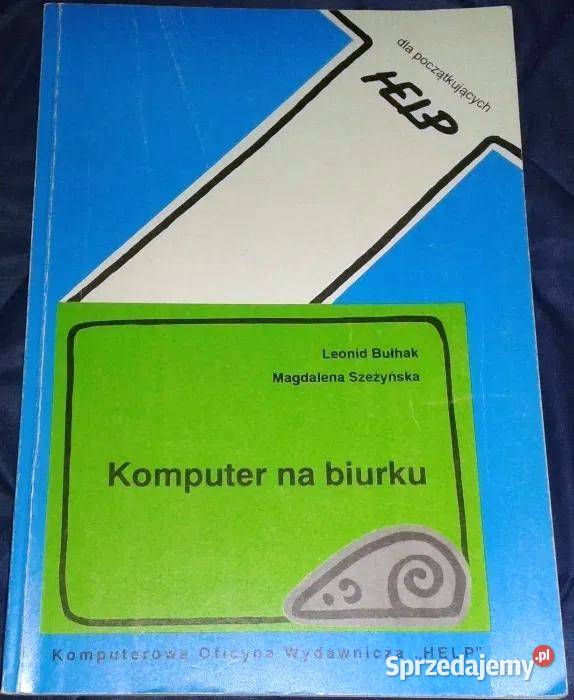 dla początkujących
HELP
Leonid Bułhak
Magdalena Szeżyńska
Komputer na biurku
Komputerowa Oficyna Wydawnicza „HELP"
Sprzedajemy.pl